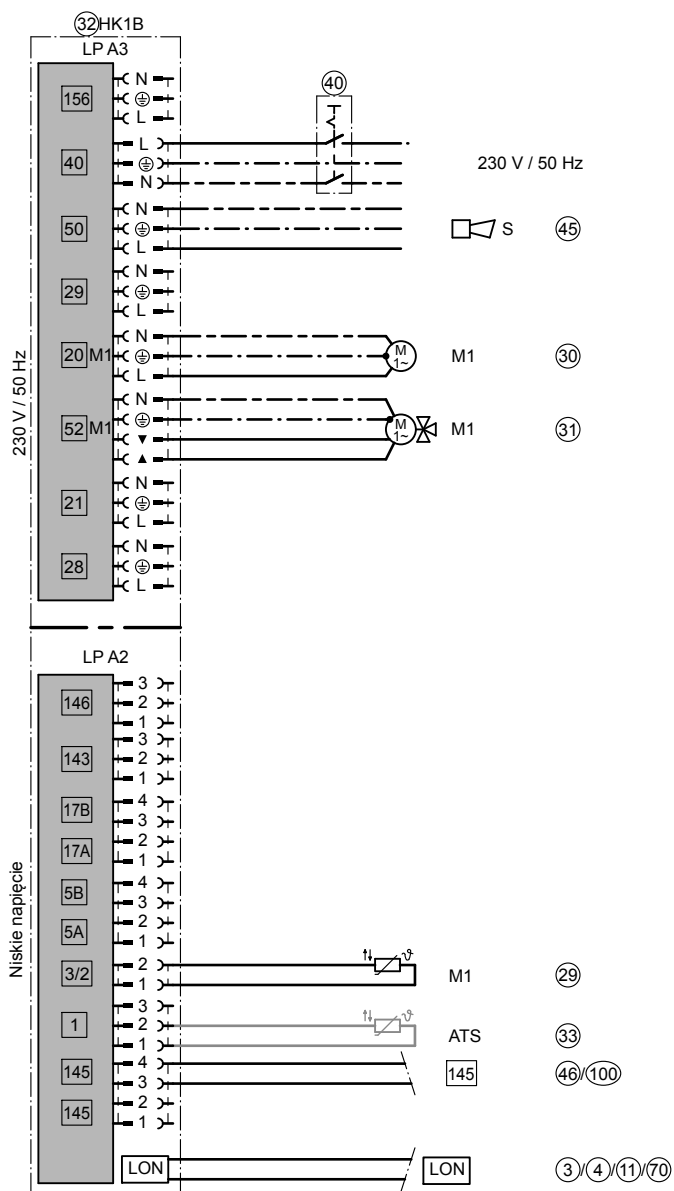 32 HK1B
LP A3
230 V / 50 Hz
156
N
L
40
L
N
40
230 V / 50 Hz
50
N
L
S 45
29
N
L
20 M1
N
L
M
1~
M1 30
52 M1
N
▼
▲
M
1~
M1 31
21
N
L
28
N
L
LP A2
Niskie napięcie
146
3
2
1
143
3
2
1
17B
4
3
17A
2
1
5B
4
3
5A
2
1
3/2
2
1
ϑ
M1 29
1
3
2
1
ϑ
ATS 33
145
4
3
145 46/100
145
2
1
LON LON 3/4/11/70